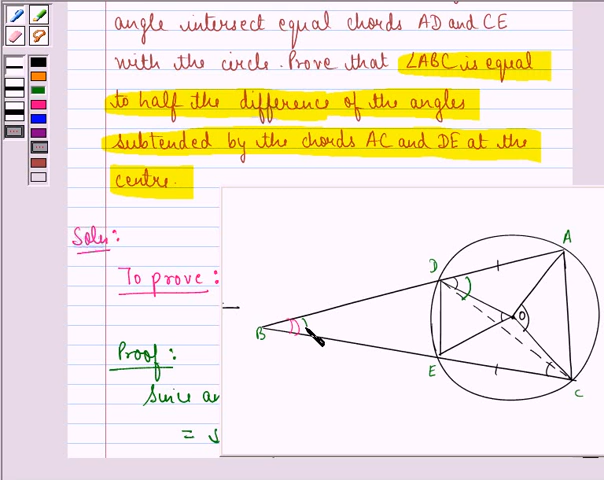 angle intersect equal chords AD and CE
with the circle. Prove that ∠ABC is equal
to half the difference of the angles
subtended by the chords AC and DE at the
centre.
Soln:
To prove:
Proof:
Since an
= 
A
D
O
B
E
C